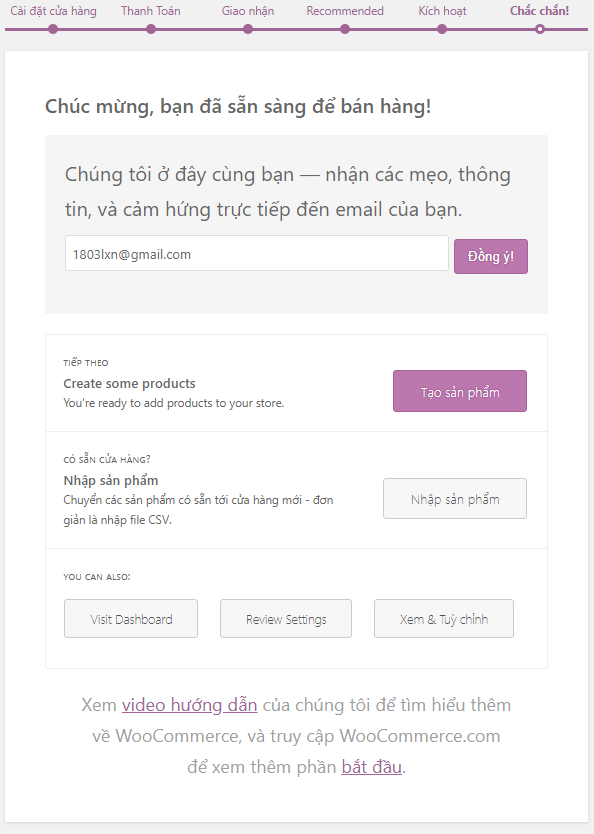 Cài đặt cửa hàng Thanh Toán Giao nhận Recommended Kích hoạt Chắc chắn!
Chúc mừng, bạn đã sẵn sàng để bán hàng!
Chúng tôi ở đây cùng bạn — nhận các mẹo, thông
tin, và cảm hứng trực tiếp đến email của bạn.
1803lxn@gmail.com Đồng ý!
TIẾP THEO
Create some products
You're ready to add products to your store.
Tạo sản phẩm
CÓ SẴN CỬA HÀNG?
Nhập sản phẩm
Chuyển các sản phẩm có sẵn tới cửa hàng mới - đơn
giản là nhập file CSV.
Nhập sản phẩm
YOU CAN ALSO:
Visit Dashboard Review Settings Xem & Tuỳ chỉnh
Xem video hướng dẫn của chúng tôi để tìm hiểu thêm
về WooCommerce, và truy cập WooCommerce.com
để xem thêm phần bắt đầu.